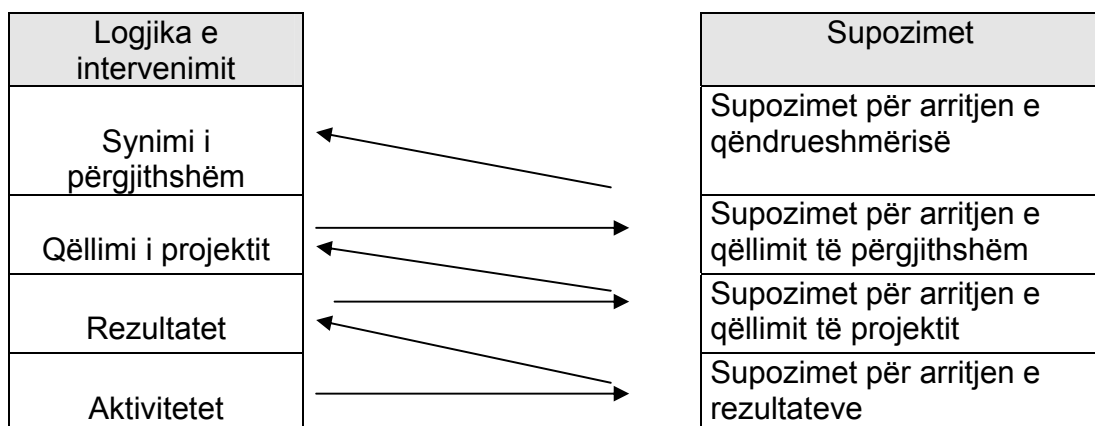 Logjika e
intervenimit
Synimi i
përgjithshëm
Qëllimi i projektit
Rezultatet
Aktivitetet
Supozimet
Supozimet për arritjen e
qëndrueshmërisë
Supozimet për arritjen e
qëllimit të përgjithshëm
Supozimet për arritjen e
qëllimit të projektit
Supozimet për arritjen e
rezultateve